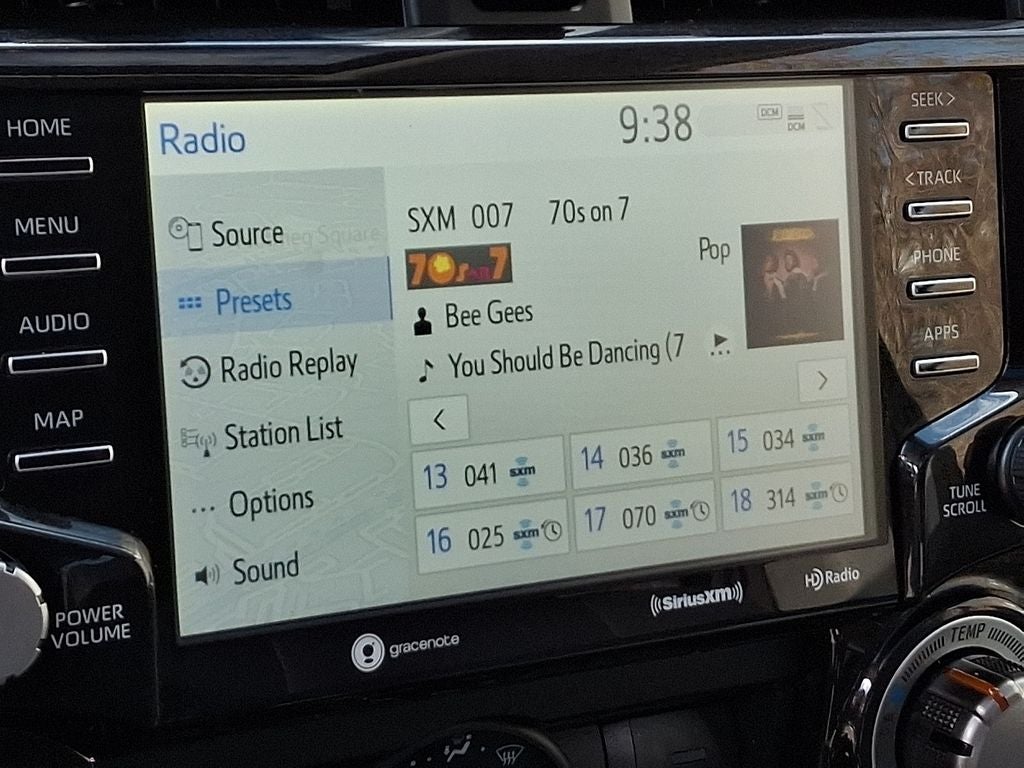 HOME
MENU
AUDIO
MAP
POWER
VOLUME
Radio
9:38
DCM
DCM
Source
Presets
Radio Replay
Station List
... Options
Sound
SXM 007 70s on 7
70s on 7
Pop
Bee Gees
You Should Be Dancing (7
<
>
13 041 sxm
14 036 sxm
15 034 sxm
16 025 sxm
17 070 sxm
18 314 sxm
gracenote
((SiriusXM))
HD Radio
SEEK >
< TRACK
PHONE
APPS
TUNE
SCROLL
TEMP